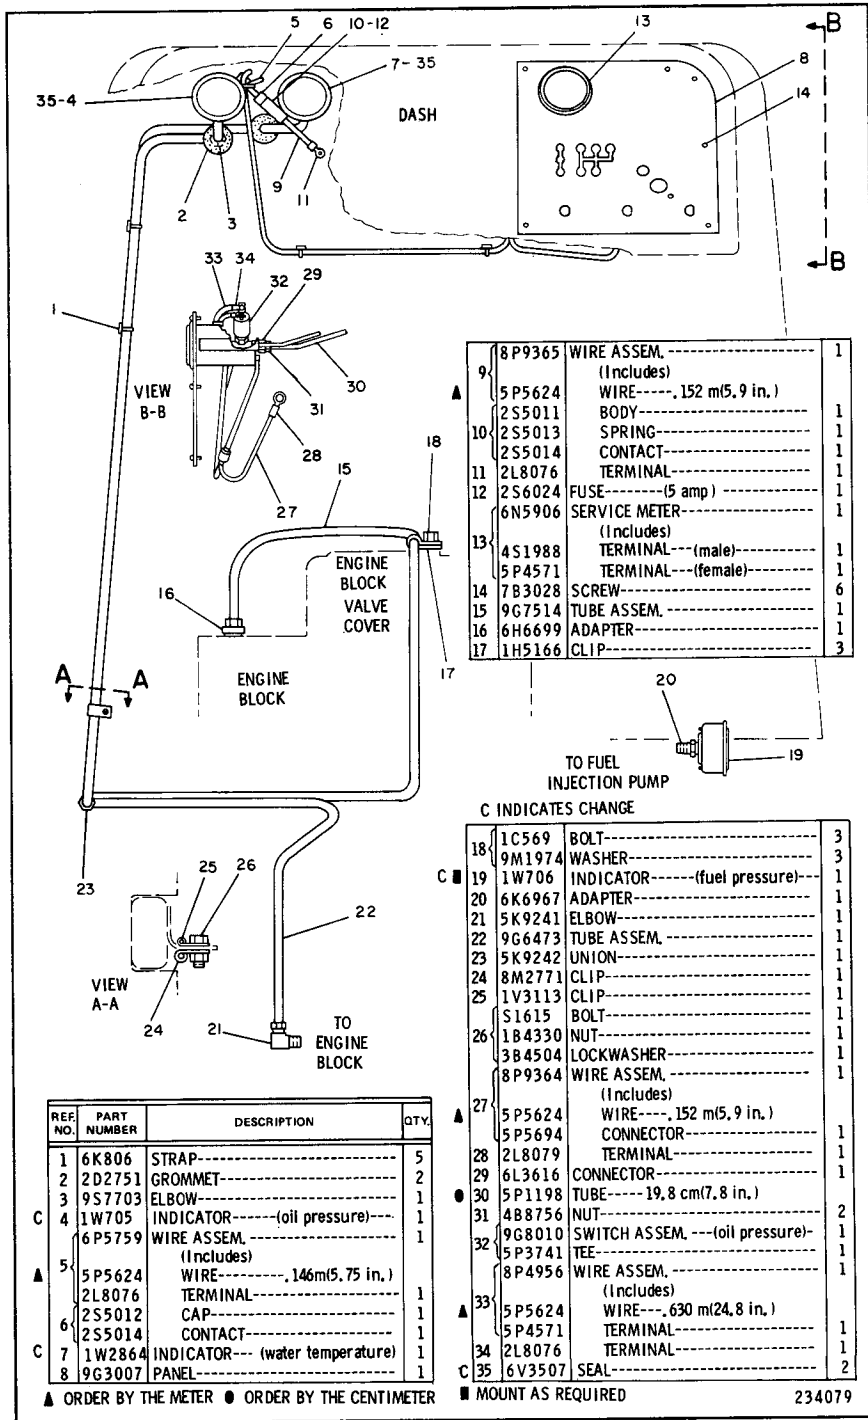 5 6 10-12 13 B
7-35 8
35-4 DASH 14
9
2 3 11
B
33 34 32 29
1
VIEW
B-B
30
31
28 18
27 15
8P9365 WIRE ASSEM. 1
9 (Includes)
▲ 5P5624 WIRE-----.152 m(5.9 in.)
2S5011 BODY 1
10 2S5013 SPRING 1
2S5014 CONTACT 1
11 2L8076 TERMINAL 1
12 2S6024 FUSE--------(5 amp) 1
6N5906 SERVICE METER 1
13 (Includes)
4S1988 TERMINAL---(male) 1
5P4571 TERMINAL---(female) 1
14 7B3028 SCREW 6
15 9G7514 TUBE ASSEM. 1
16 6H6699 ADAPTER 1
17 1H5166 CLIP 3
ENGINE
BLOCK
VALVE
COVER
16
17
A A
ENGINE
BLOCK
20
19
TO FUEL
INJECTION PUMP
23
25 26
22
VIEW
A-A
24
21
TO
ENGINE
BLOCK
C INDICATES CHANGE
18 1C569 BOLT 3
9M1974 WASHER 3
C ■ 19 1W706 INDICATOR------(fuel pressure)--- 1
20 6K6967 ADAPTER 1
21 5K9241 ELBOW 1
22 9G6473 TUBE ASSEM. 1
23 5K9242 UNION 1
24 8M2771 CLIP 1
25 1V3113 CLIP 1
S1615 BOLT 1
26 1B4330 NUT 1
3B4504 LOCKWASHER 1
8P9364 WIRE ASSEM. 1
27 (Includes)
▲ 5P5624 WIRE----.152 m(5.9 in.)
5P5694 CONNECTOR 1
28 2L8079 TERMINAL 1
29 6L3616 CONNECTOR 1
● 30 5P1198 TUBE-----19.8 cm(7.8 in.)
31 4B8756 NUT 2
32 9G8010 SWITCH ASSEM. ---(oil pressure)- 1
5P3741 TEE 1
8P4956 WIRE ASSEM. 1
33 (Includes)
▲ 5P5624 WIRE---.630 m(24.8 in.)
5P4571 TERMINAL 1
34 2L8076 TERMINAL 1
C 35 6V3507 SEAL 2
■ MOUNT AS REQUIRED 234079
REF. NO. PART NUMBER DESCRIPTION QTY.
1 6K806 STRAP 5
2 2D2751 GROMMET 2
3 9S7703 ELBOW 1
C 4 1W705 INDICATOR------(oil pressure)--- 1
6P5759 WIRE ASSEM. 1
5 (Includes)
▲ 5P5624 WIRE---------.146m(5.75 in.)
2L8076 TERMINAL 1
6 2S5012 CAP 1
2S5014 CONTACT 1
C 7 1W2864 INDICATOR--- (water temperature) 1
8 9G3007 PANEL 1
▲ ORDER BY THE METER ● ORDER BY THE CENTIMETER